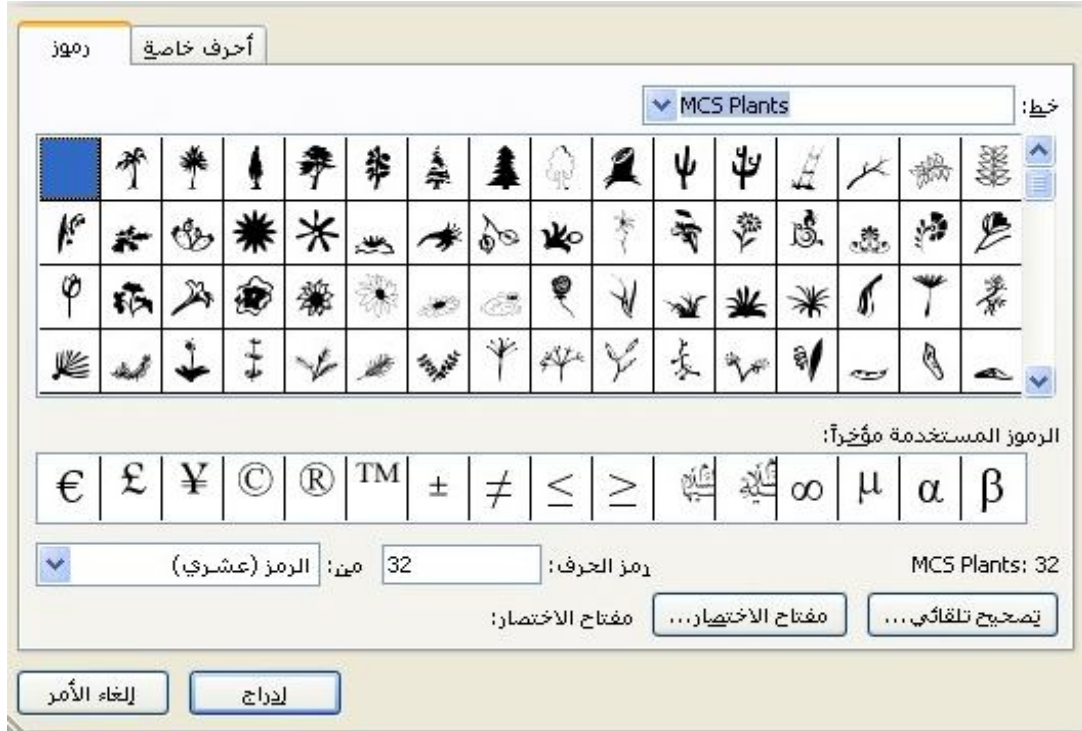 رموز
أحرف خاصة
خط: MCS Plants
الرموز المستخدمة مؤخراً:
€ £ ¥ © ® TM ± ≠ ≤ ≥ ∞ µ α β
MCS Plants: 32
رمز الحرف: 32 من: الرمز (عشري)
تصحيح تلقائي... مفتاح الاختصار... مفتاح الاختصار:
إدراج
إلغاء الأمر